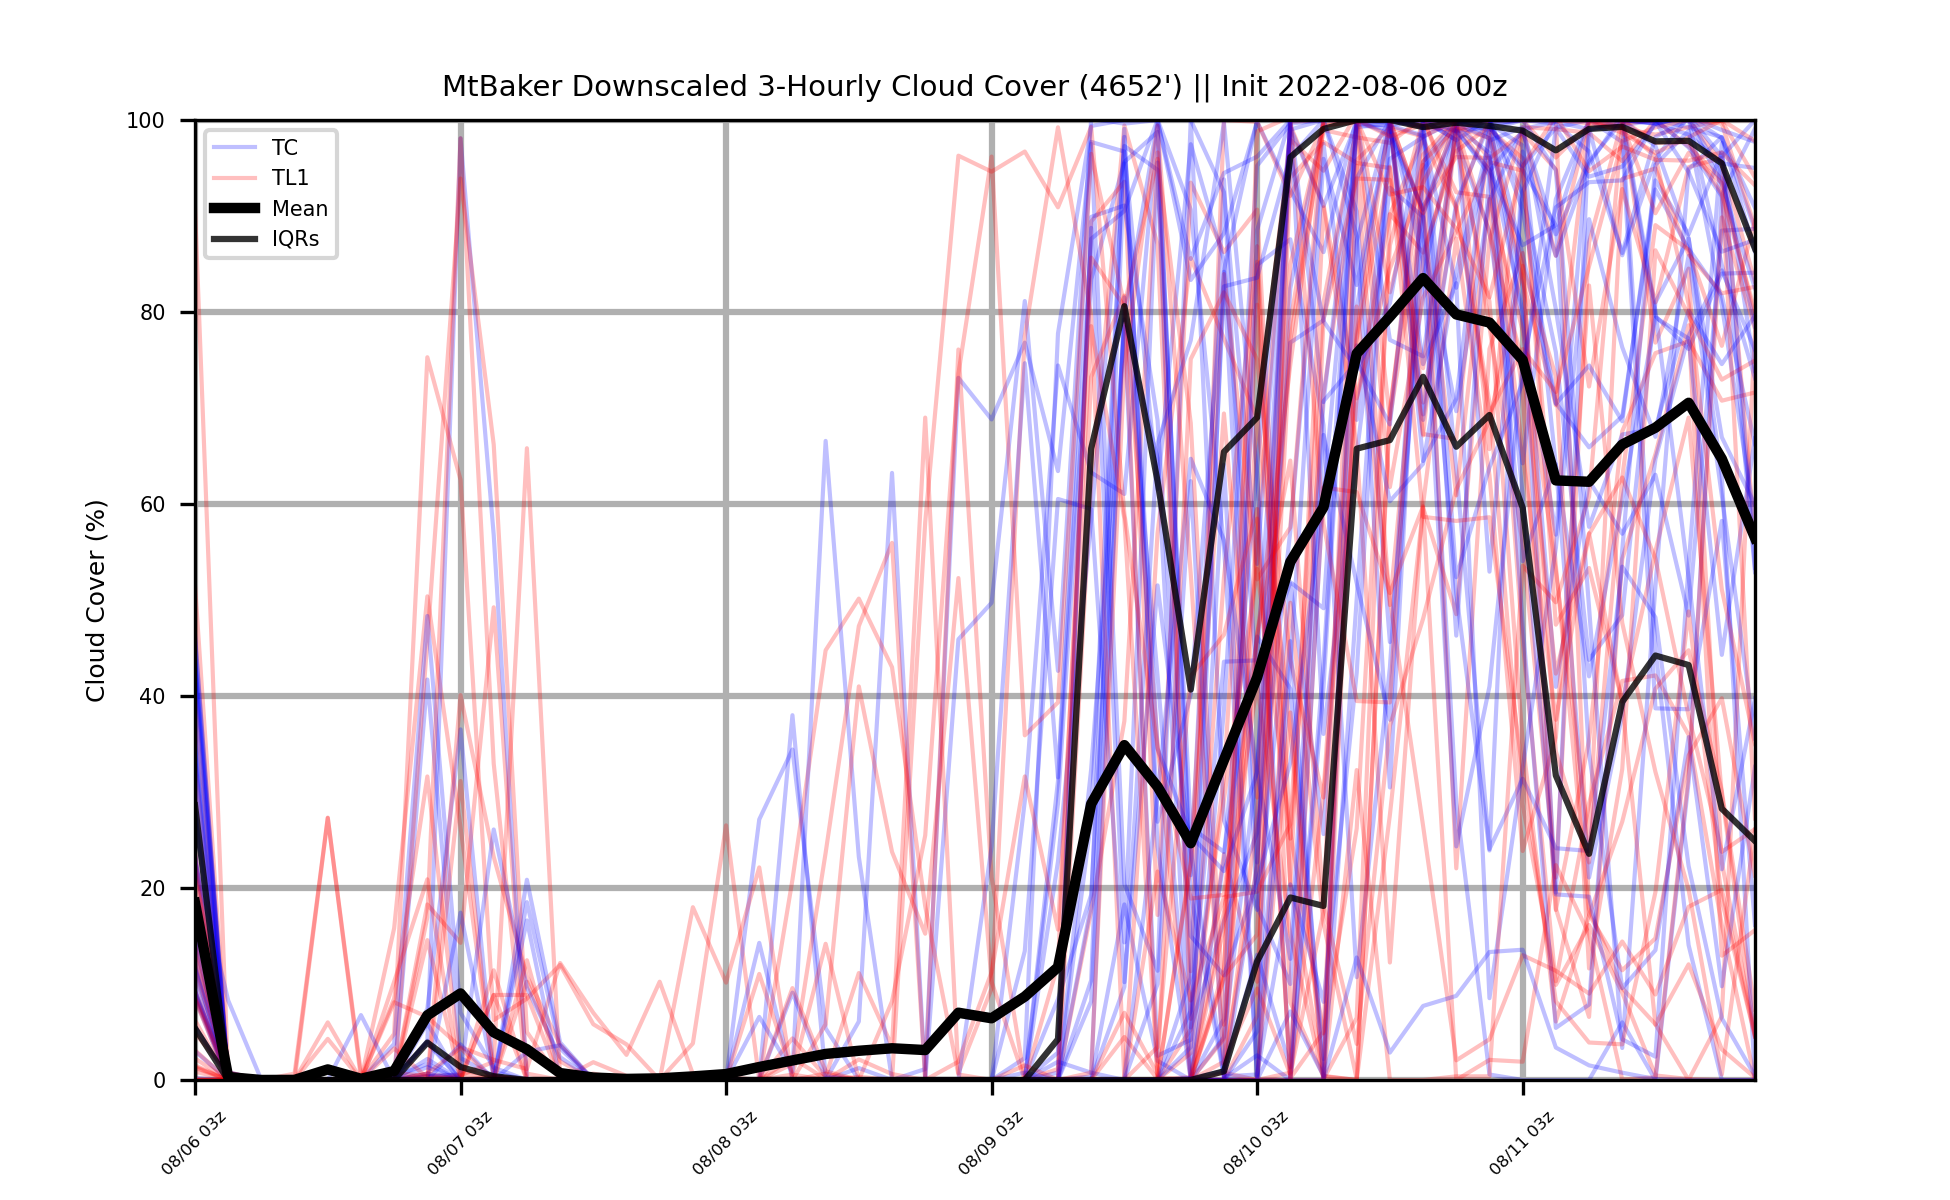 MtBaker Downscaled 3-Hourly Cloud Cover (4652') || Init 2022-08-06 00z
100
80
60
40
20
0
Cloud Cover (%)
TC
TL1
Mean
IQRs
08/06 03z
08/07 03z
08/08 03z
08/09 03z
08/10 03z
08/11 03z